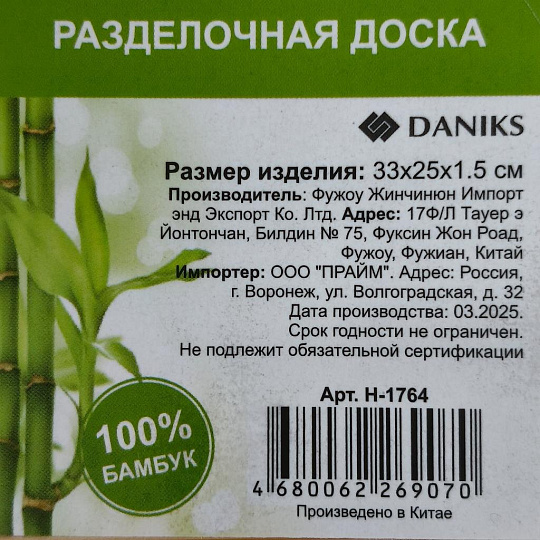 РАЗДЕЛОЧНАЯ ДОСКА
DANIKS
Размер изделия: 33x25x1.5 см
Производитель: Фужоу Жинчинюн Импорт
энд Экспорт Ко. Лтд. Адрес: 17Ф/Л Тауер э
Йонтончан, Билдин № 75, Фуксин Жон Роад,
Фужоу, Фужиан, Китай
Импортер: ООО "ПРАЙМ". Адрес: Россия,
г. Воронеж, ул. Волгоградская, д. 32
Дата производства: 03.2025.
Срок годности не ограничен.
Не подлежит обязательной сертификации
100%
БАМБУК
Арт. Н-1764
4 680062 269070
Произведено в Китае